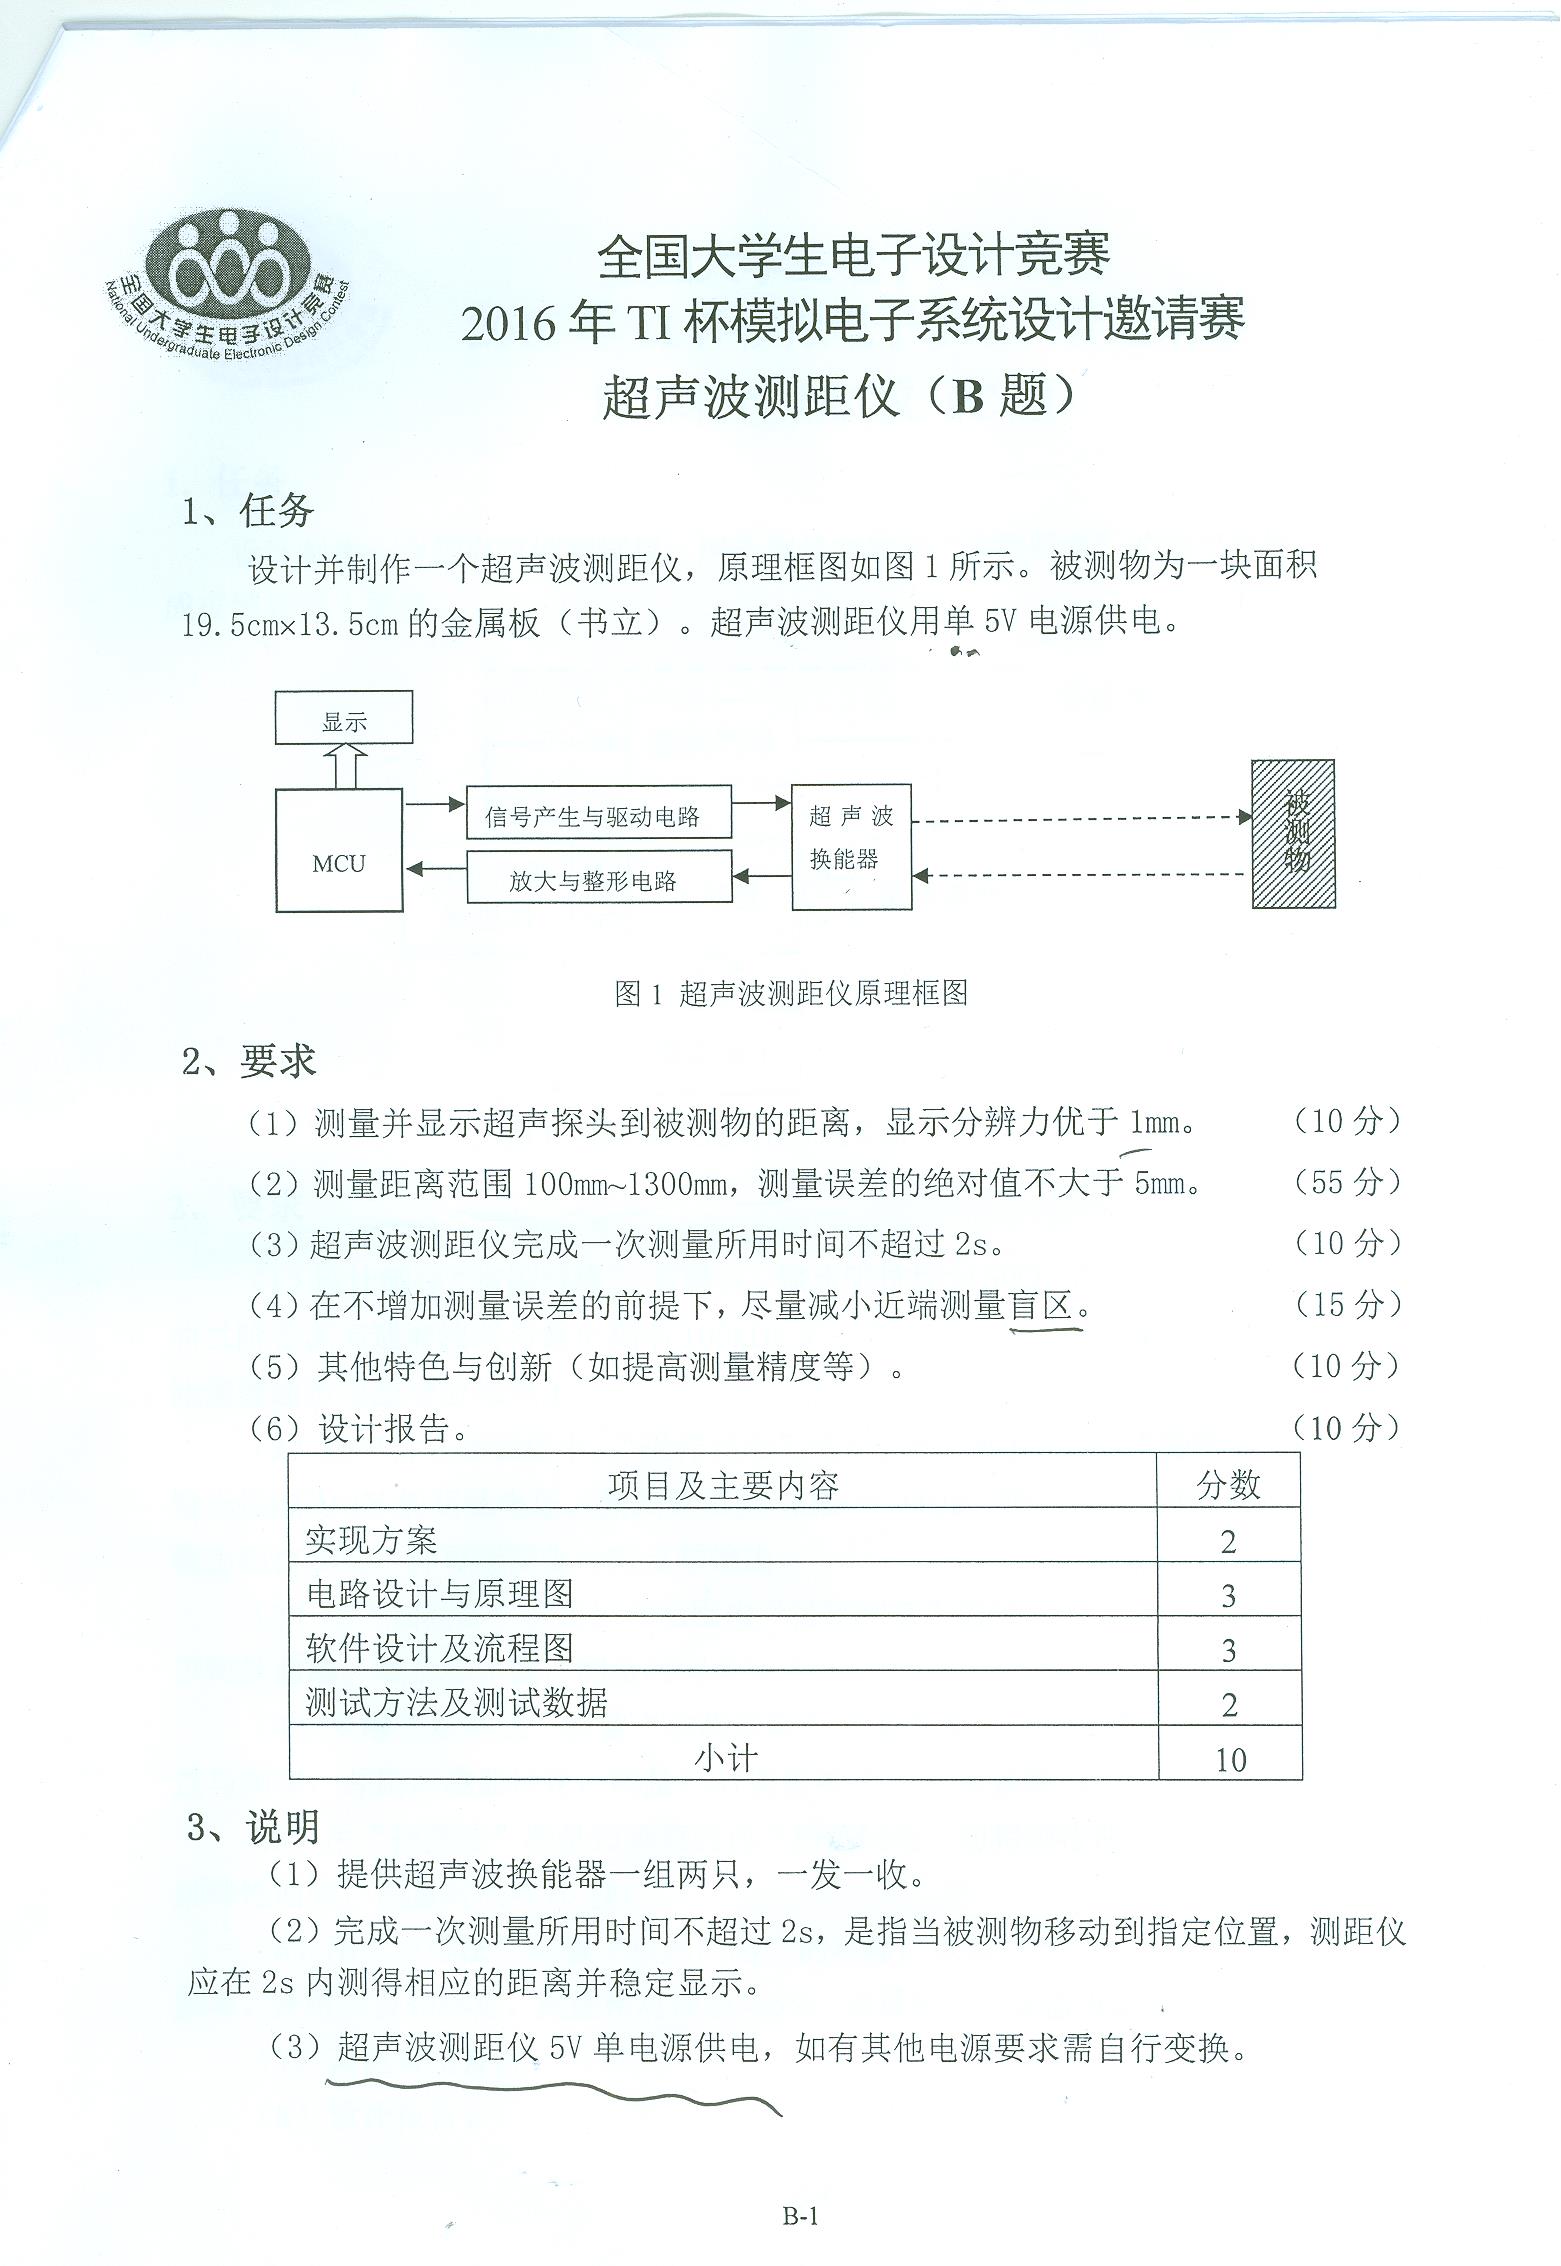 全国大学生电子设计竞赛
National Undergraduate Electronic Design Contest
全国大学生电子设计竞赛
2016 年 TI 杯模拟电子系统设计邀请赛
超声波测距仪（B 题）
1、任务
设计并制作一个超声波测距仪，原理框图如图 1 所示。被测物为一块面积
19.5cm×13.5cm 的金属板（书立）。超声波测距仪用单 5V 电源供电。
显示
MCU
信号产生与驱动电路
放大与整形电路
超 声 波
换能器
被测物
图 1 超声波测距仪原理框图
2、要求
（1）测量并显示超声探头到被测物的距离，显示分辨力优于 1mm。 （10 分）
（2）测量距离范围 100mm~1300mm，测量误差的绝对值不大于 5mm。 （55 分）
（3）超声波测距仪完成一次测量所用时间不超过 2s。 （10 分）
（4）在不增加测量误差的前提下，尽量减小近端测量盲区。 （15 分）
（5）其他特色与创新（如提高测量精度等）。 （10 分）
（6）设计报告。 （10 分）
项目及主要内容 分数
实现方案 2
电路设计与原理图 3
软件设计及流程图 3
测试方法及测试数据 2
小计 10
3、说明
（1）提供超声波换能器一组两只，一发一收。
（2）完成一次测量所用时间不超过 2s，是指当被测物移动到指定位置，测距仪
应在 2s 内测得相应的距离并稳定显示。
（3）超声波测距仪 5V 单电源供电，如有其他电源要求需自行变换。
B-1